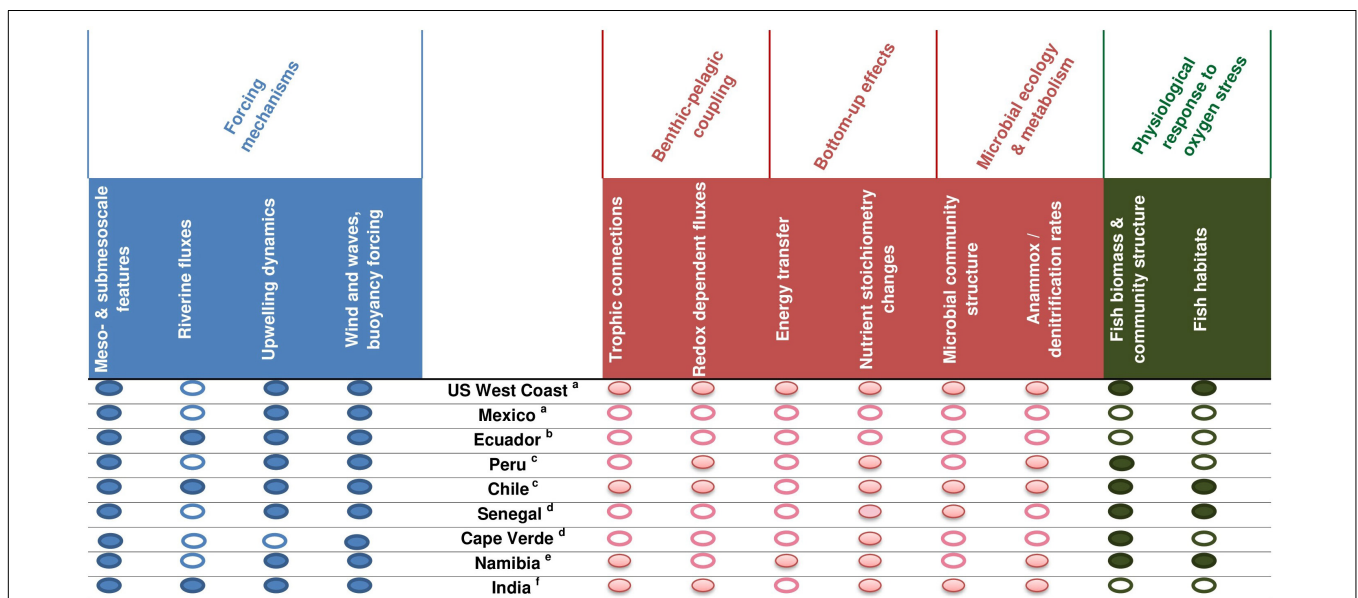 Forcing
mechanisms
Benthic-pelagic
coupling
Bottom-up effects
Microbial ecology
& metabolism
Physiological
response to
oxygen stress
Meso- & submesoscale
features
Riverine fluxes
Upwelling dynamics
Wind and waves,
buoyancy forcing
Trophic connections
Redox dependent fluxes
Energy transfer
Nutrient stoichiometry
changes
Microbial community
structure
Anammox /
denitrification rates
Fish biomass &
community structure
Fish habitats
US West Coast a
Mexico a
Ecuador b
Peru c
Chile c
Senegal d
Cape Verde d
Namibia e
India f